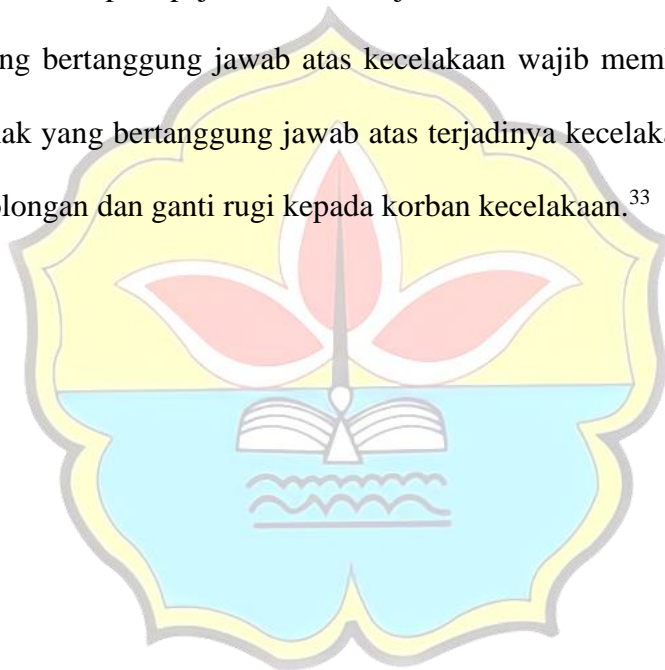 ng bertanggung jawab atas kecelakaan wajib mem
ak yang bertanggung jawab atas terjadinya kecelaka
olongan dan ganti rugi kepada korban kecelakaan.33